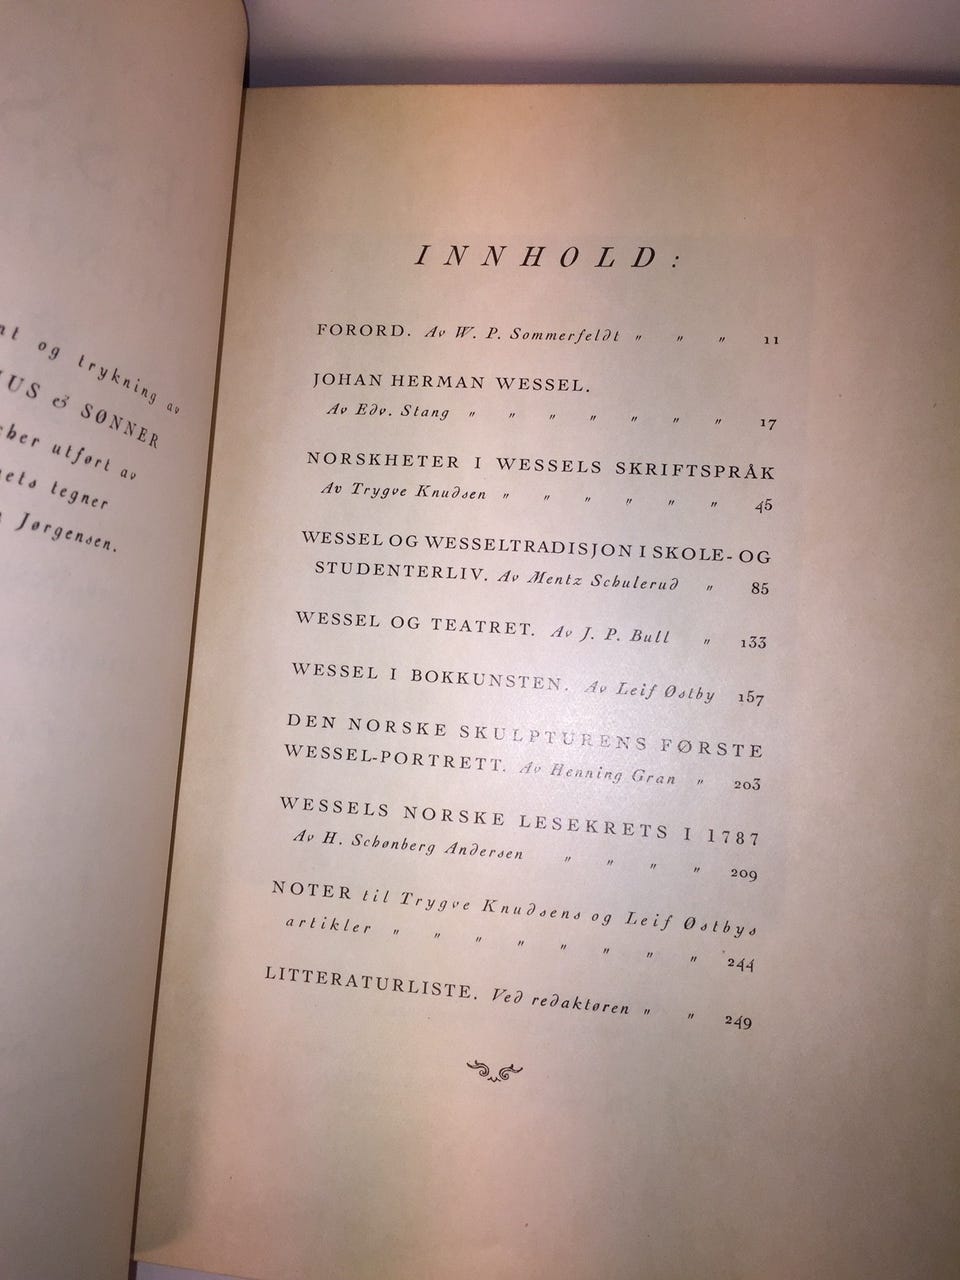 og trykning av
& SØNNER
utført av
tegner
Jørgensen.
INNHOLD:
FORORD. Av W. P. Sommerfeldt " " " 11
JOHAN HERMAN WESSEL.
Av Edv. Stang " " " " " " " 17
NORSKHETER I WESSELS SKRIFTSPRÅK
Av Trygve Knudsen " " " " " " 45
WESSEL OG WESSELTRADISJON I SKOLE- OG
STUDENTERLIV. Av Mentz Schulerud " 85
WESSEL OG TEATRET. Av J. P. Bull " 133
WESSEL I BOKKUNSTEN. Av Leif Østby 157
DEN NORSKE SKULPTURENS FØRSTE
WESSEL-PORTRETT. Av Henning Gran " 203
WESSELS NORSKE LESEKRETS I 1787
Av H. Schønberg Andersen " " " " 209
NOTER til Trygve Knudsens og Leif Østbys
artikler " " " " " " " " 244
LITTERATURLISTE. Ved redaktøren " " 249